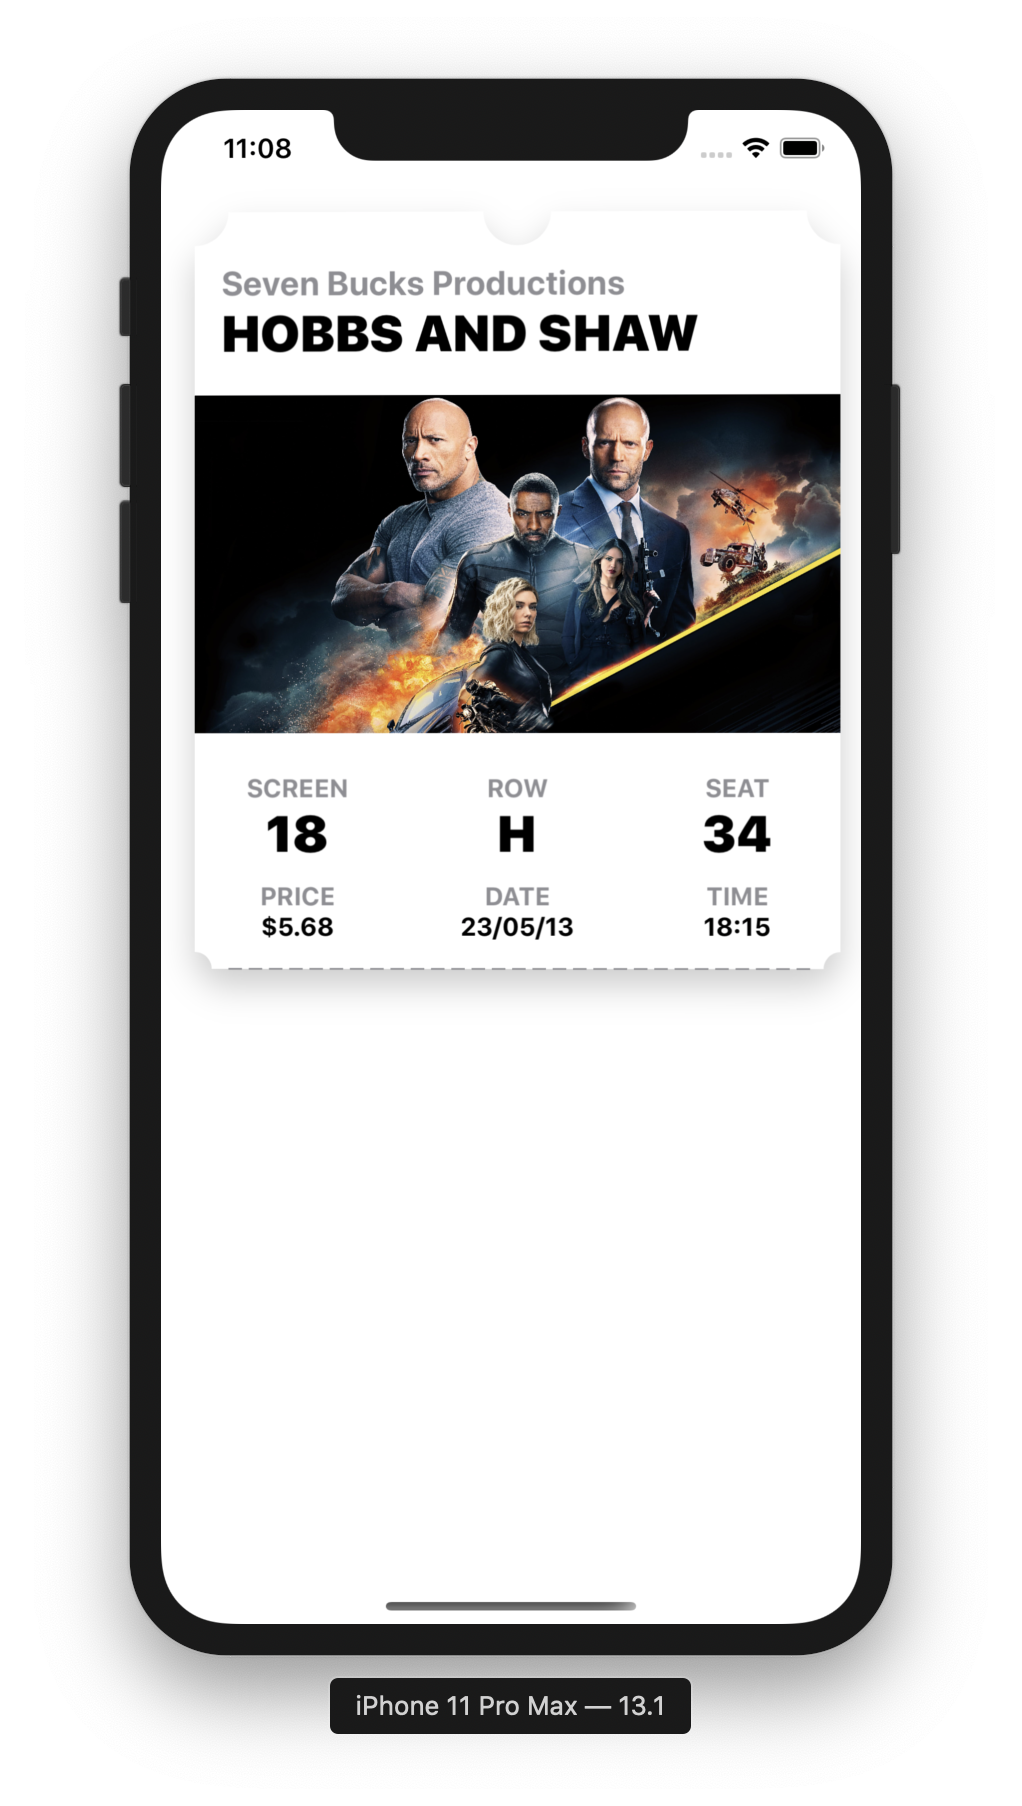 11:08
Seven Bucks Productions
HOBBS AND SHAW
SCREEN ROW SEAT
18 H 34
PRICE DATE TIME
$5.68 23/05/13 18:15
iPhone 11 Pro Max — 13.1